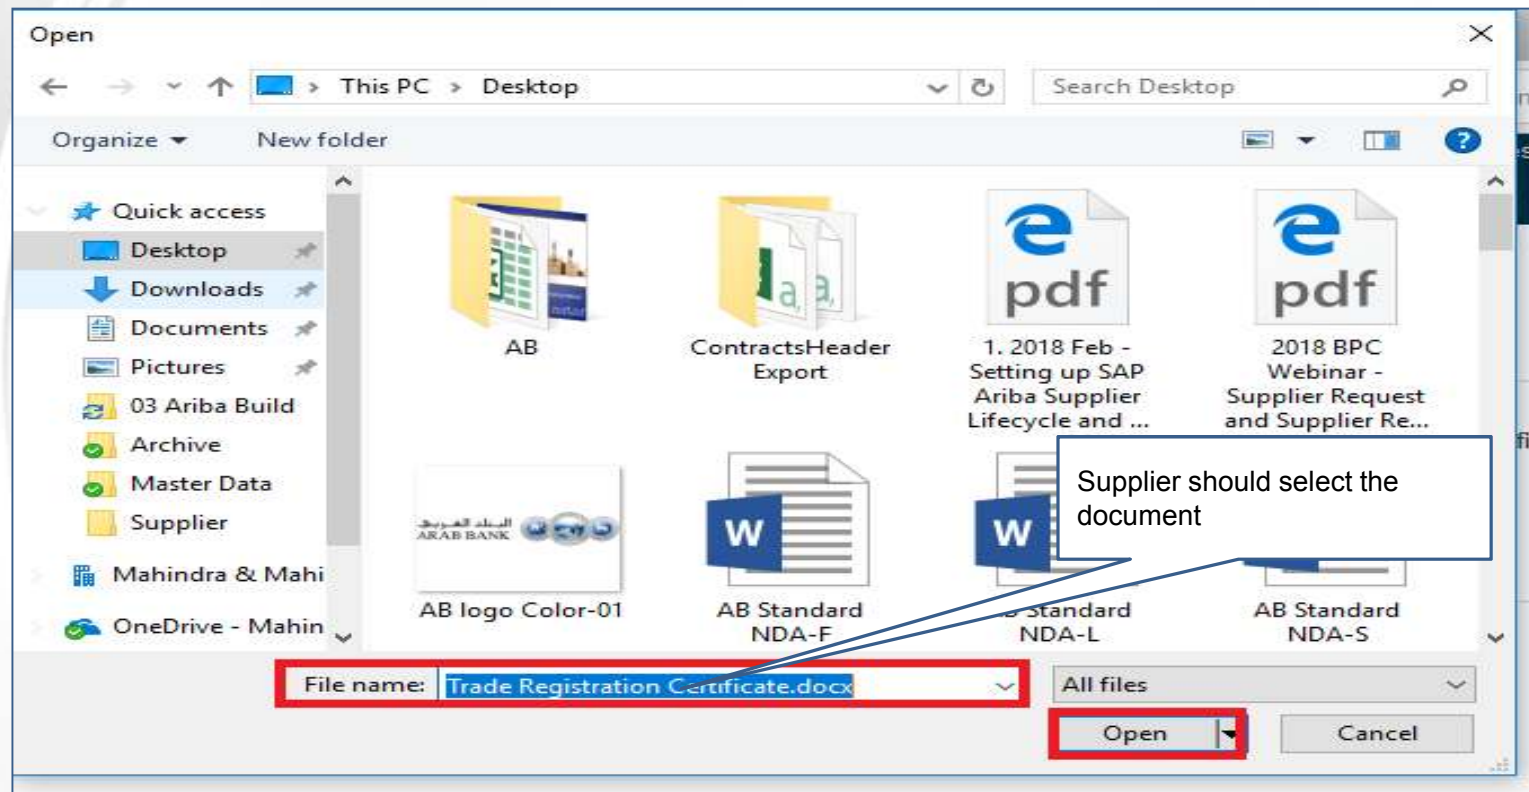 Open
This PC > Desktop
Search Desktop
Organize
New folder
Quick access
Desktop
Downloads
Documents
Pictures
03 Ariba Build
Archive
Master Data
Supplier
Mahindra & Mahi
OneDrive - Mahin
AB
ContractsHeader
Export
pdf
1. 2018 Feb -
Setting up SAP
Ariba Supplier
Lifecycle and ...
pdf
2018 BPC
Webinar -
Supplier Request
and Supplier Re...
البنك العربي
ARAB BANK
AB logo Color-01
W
AB Standard
NDA-F
W
Standard
NDA-L
AB Standard
NDA-S
Supplier should select the
document
File name: Trade Registration Certificate.docx
All files
Open
Cancel